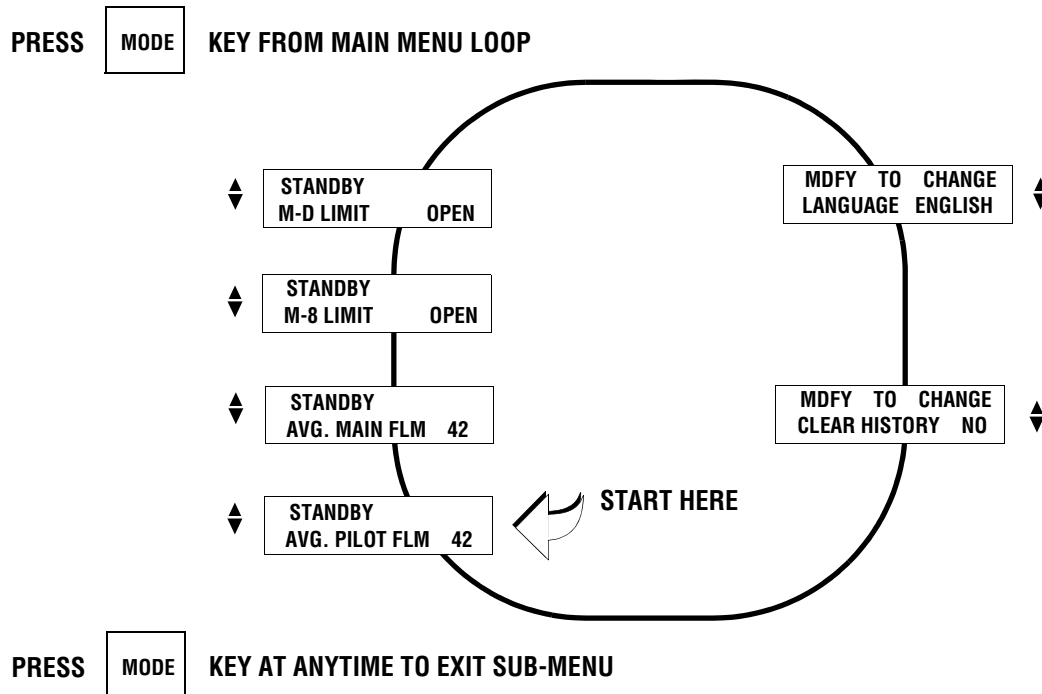 PRESS MODE KEY FROM MAIN MENU LOOP
STANDBY
M-D LIMIT OPEN
MDFY TO CHANGE
LANGUAGE ENGLISH
STANDBY
M-8 LIMIT OPEN
STANDBY
AVG. MAIN FLM 42
MDFY TO CHANGE
CLEAR HISTORY NO
STANDBY
AVG. PILOT FLM 42
START HERE
PRESS MODE KEY AT ANYTIME TO EXIT SUB-MENU